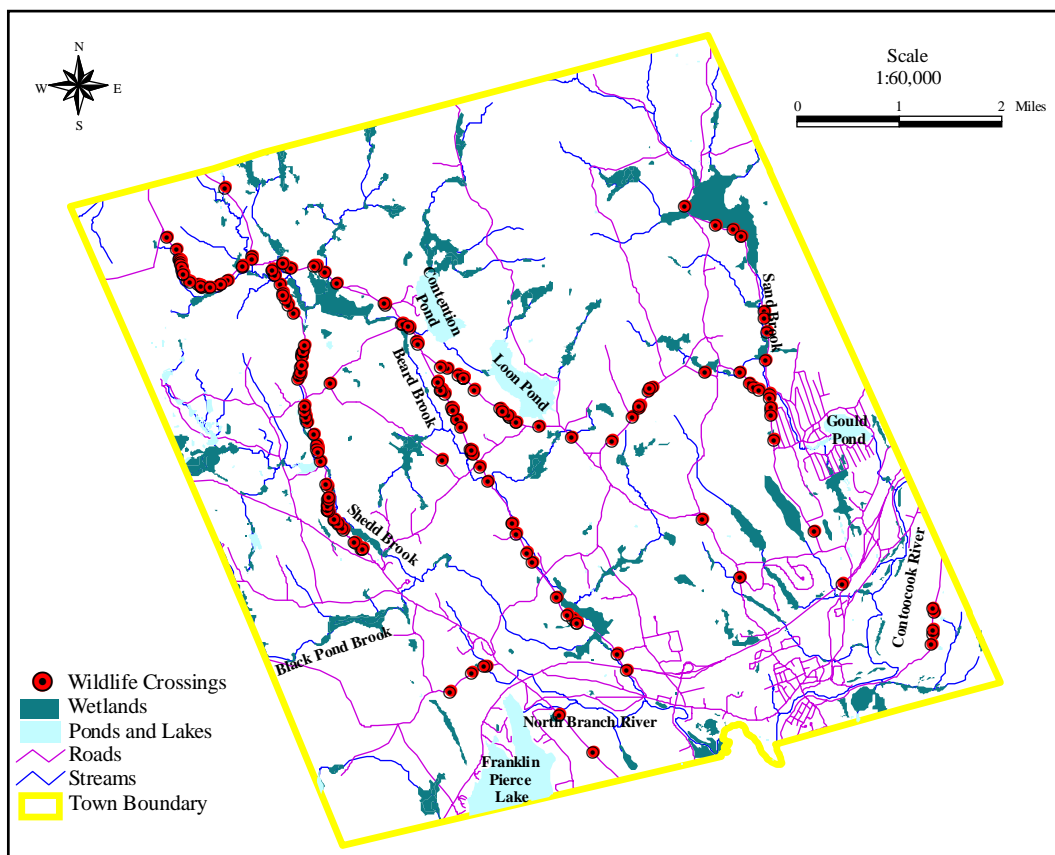 N
W
E
S
Scale
1:60,000
0
1
2
Miles
Contention
Pond
Loon Pond
Beard Brook
Sand Brook
Gould
Pond
Shedd Brook
Contoocook River
Black Pond Brook
North Branch River
Franklin
Pierce
Lake
Wildlife Crossings
Wetlands
Ponds and Lakes
Roads
Streams
Town Boundary